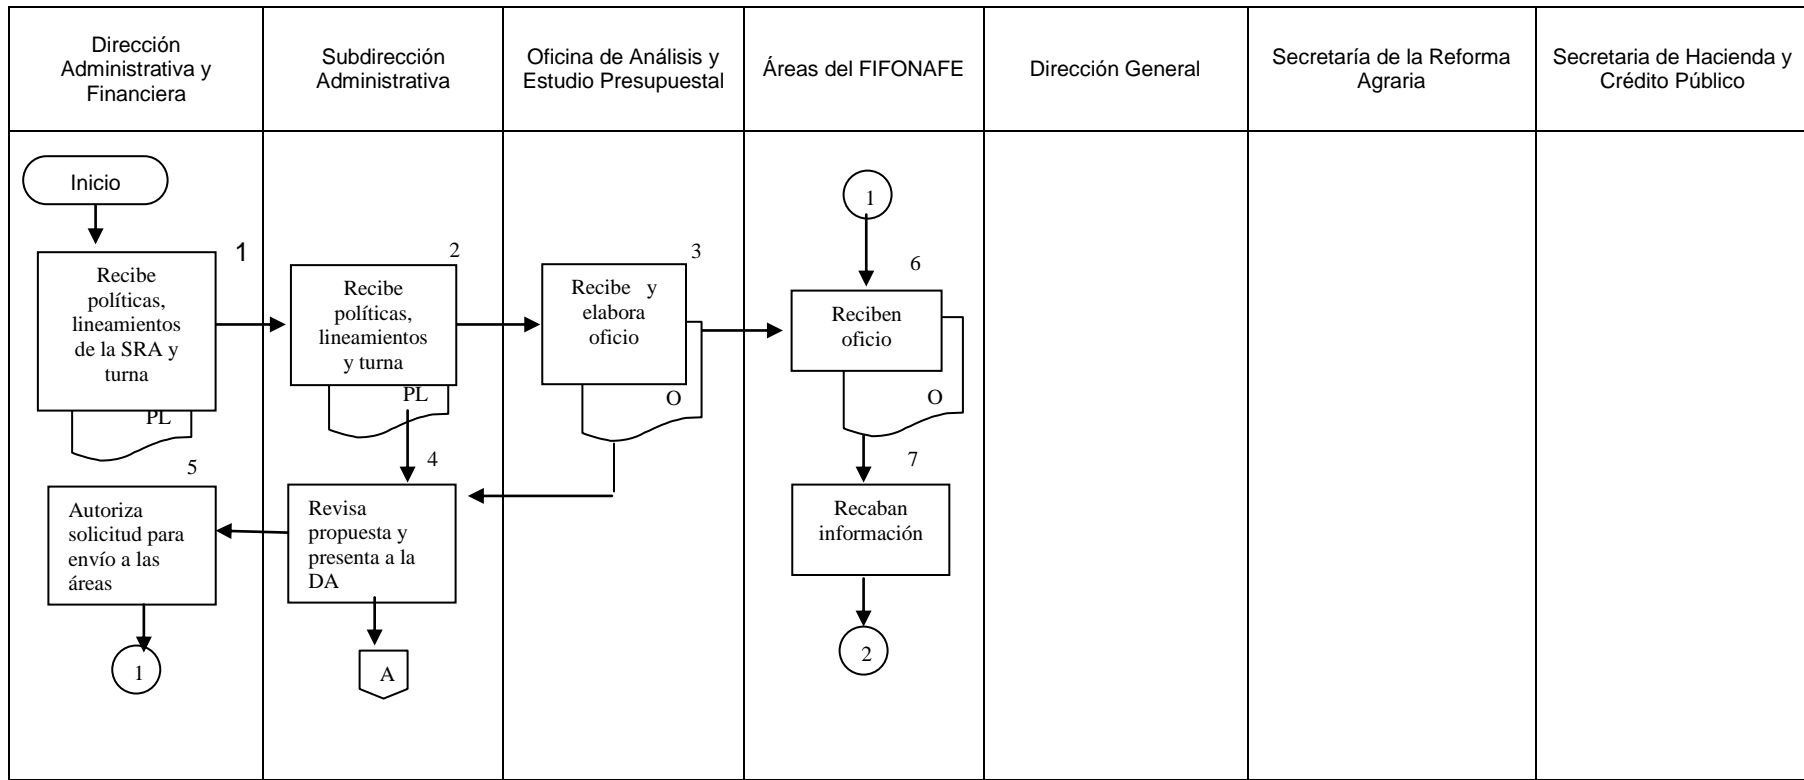 Dirección
Administrativa y
Financiera
Subdirección
Administrativa
Oficina de Análisis y
Estudio Presupuestal
Áreas del FIFONAFE
Dirección General
Secretaría de la Reforma
Agraria
Secretaria de Hacienda y
Crédito Público
Inicio
1
Recibe
políticas,
lineamientos
de la SRA y
turna
PL
2
Recibe
políticas,
lineamientos
y turna
PL
3
Recibe y
elabora
oficio
O
4
Revisa
propuesta y
presenta a la
DA
A
5
Autoriza
solicitud para
envío a las
áreas
1
1
6
Reciben
oficio
O
7
Recaban
información
2